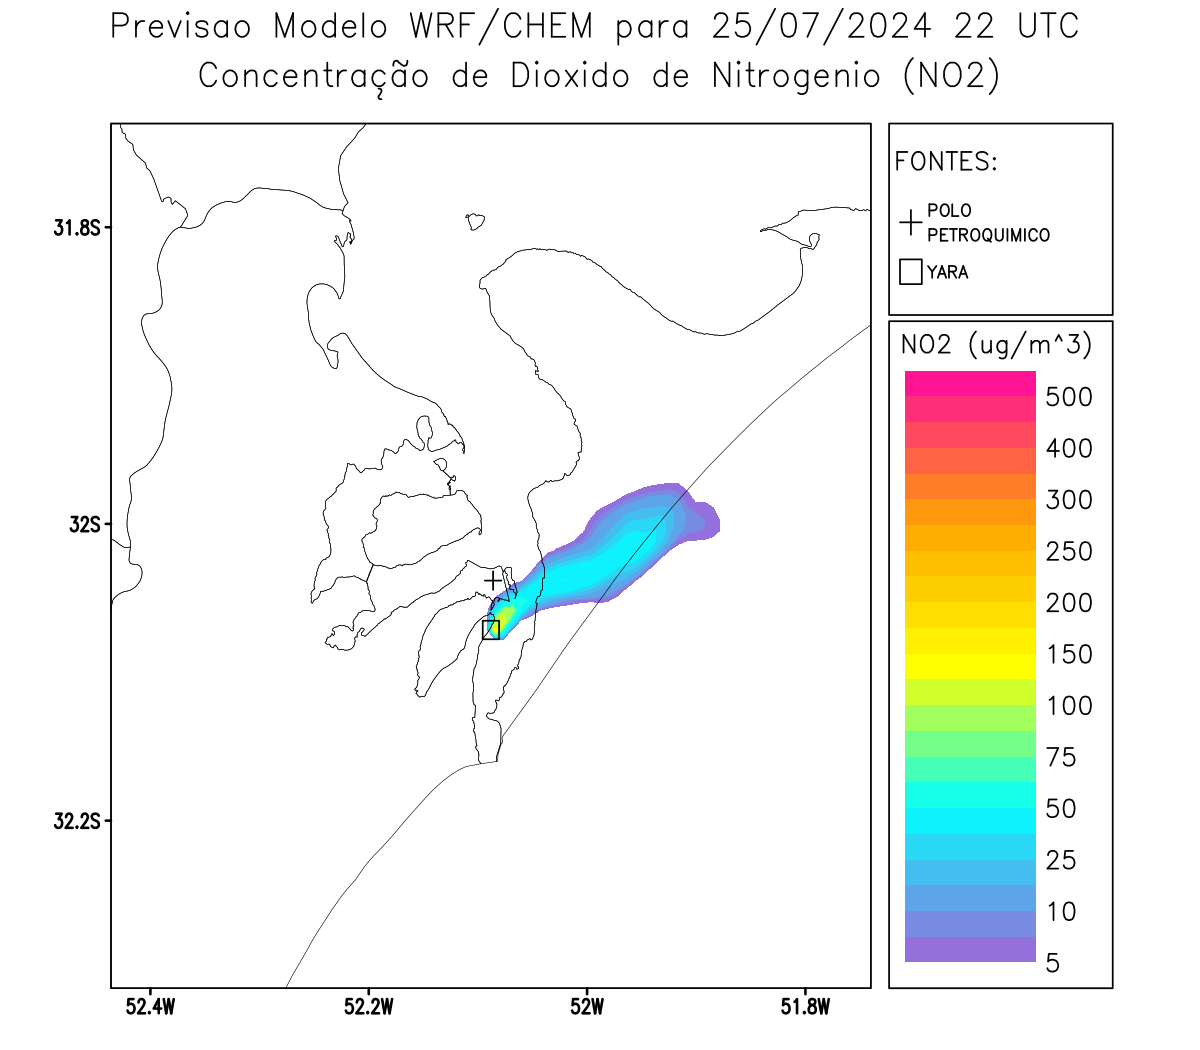 Previsao Modelo WRF/CHEM para 25/07/2024 22 UTC
Concentração de Dioxido de Nitrogenio (NO2)
FONTES:
POLO
PETROQUIMICO
YARA
NO2 (ug/m^3)
500
400
300
250
200
150
100
75
50
25
10
5
31.8S
32S
32.2S
52.4W
52.2W
52W
51.8W